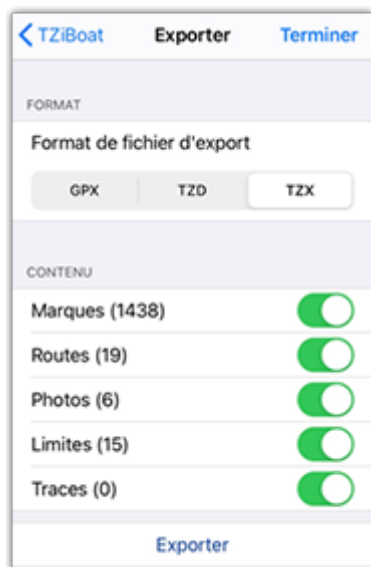 TZiBoat Exporter Terminer
FORMAT
Format de fichier d'export
GPX TZD TZX
CONTENU
Marques (1438)
Routes (19)
Photos (6)
Limites (15)
Traces (0)
Exporter